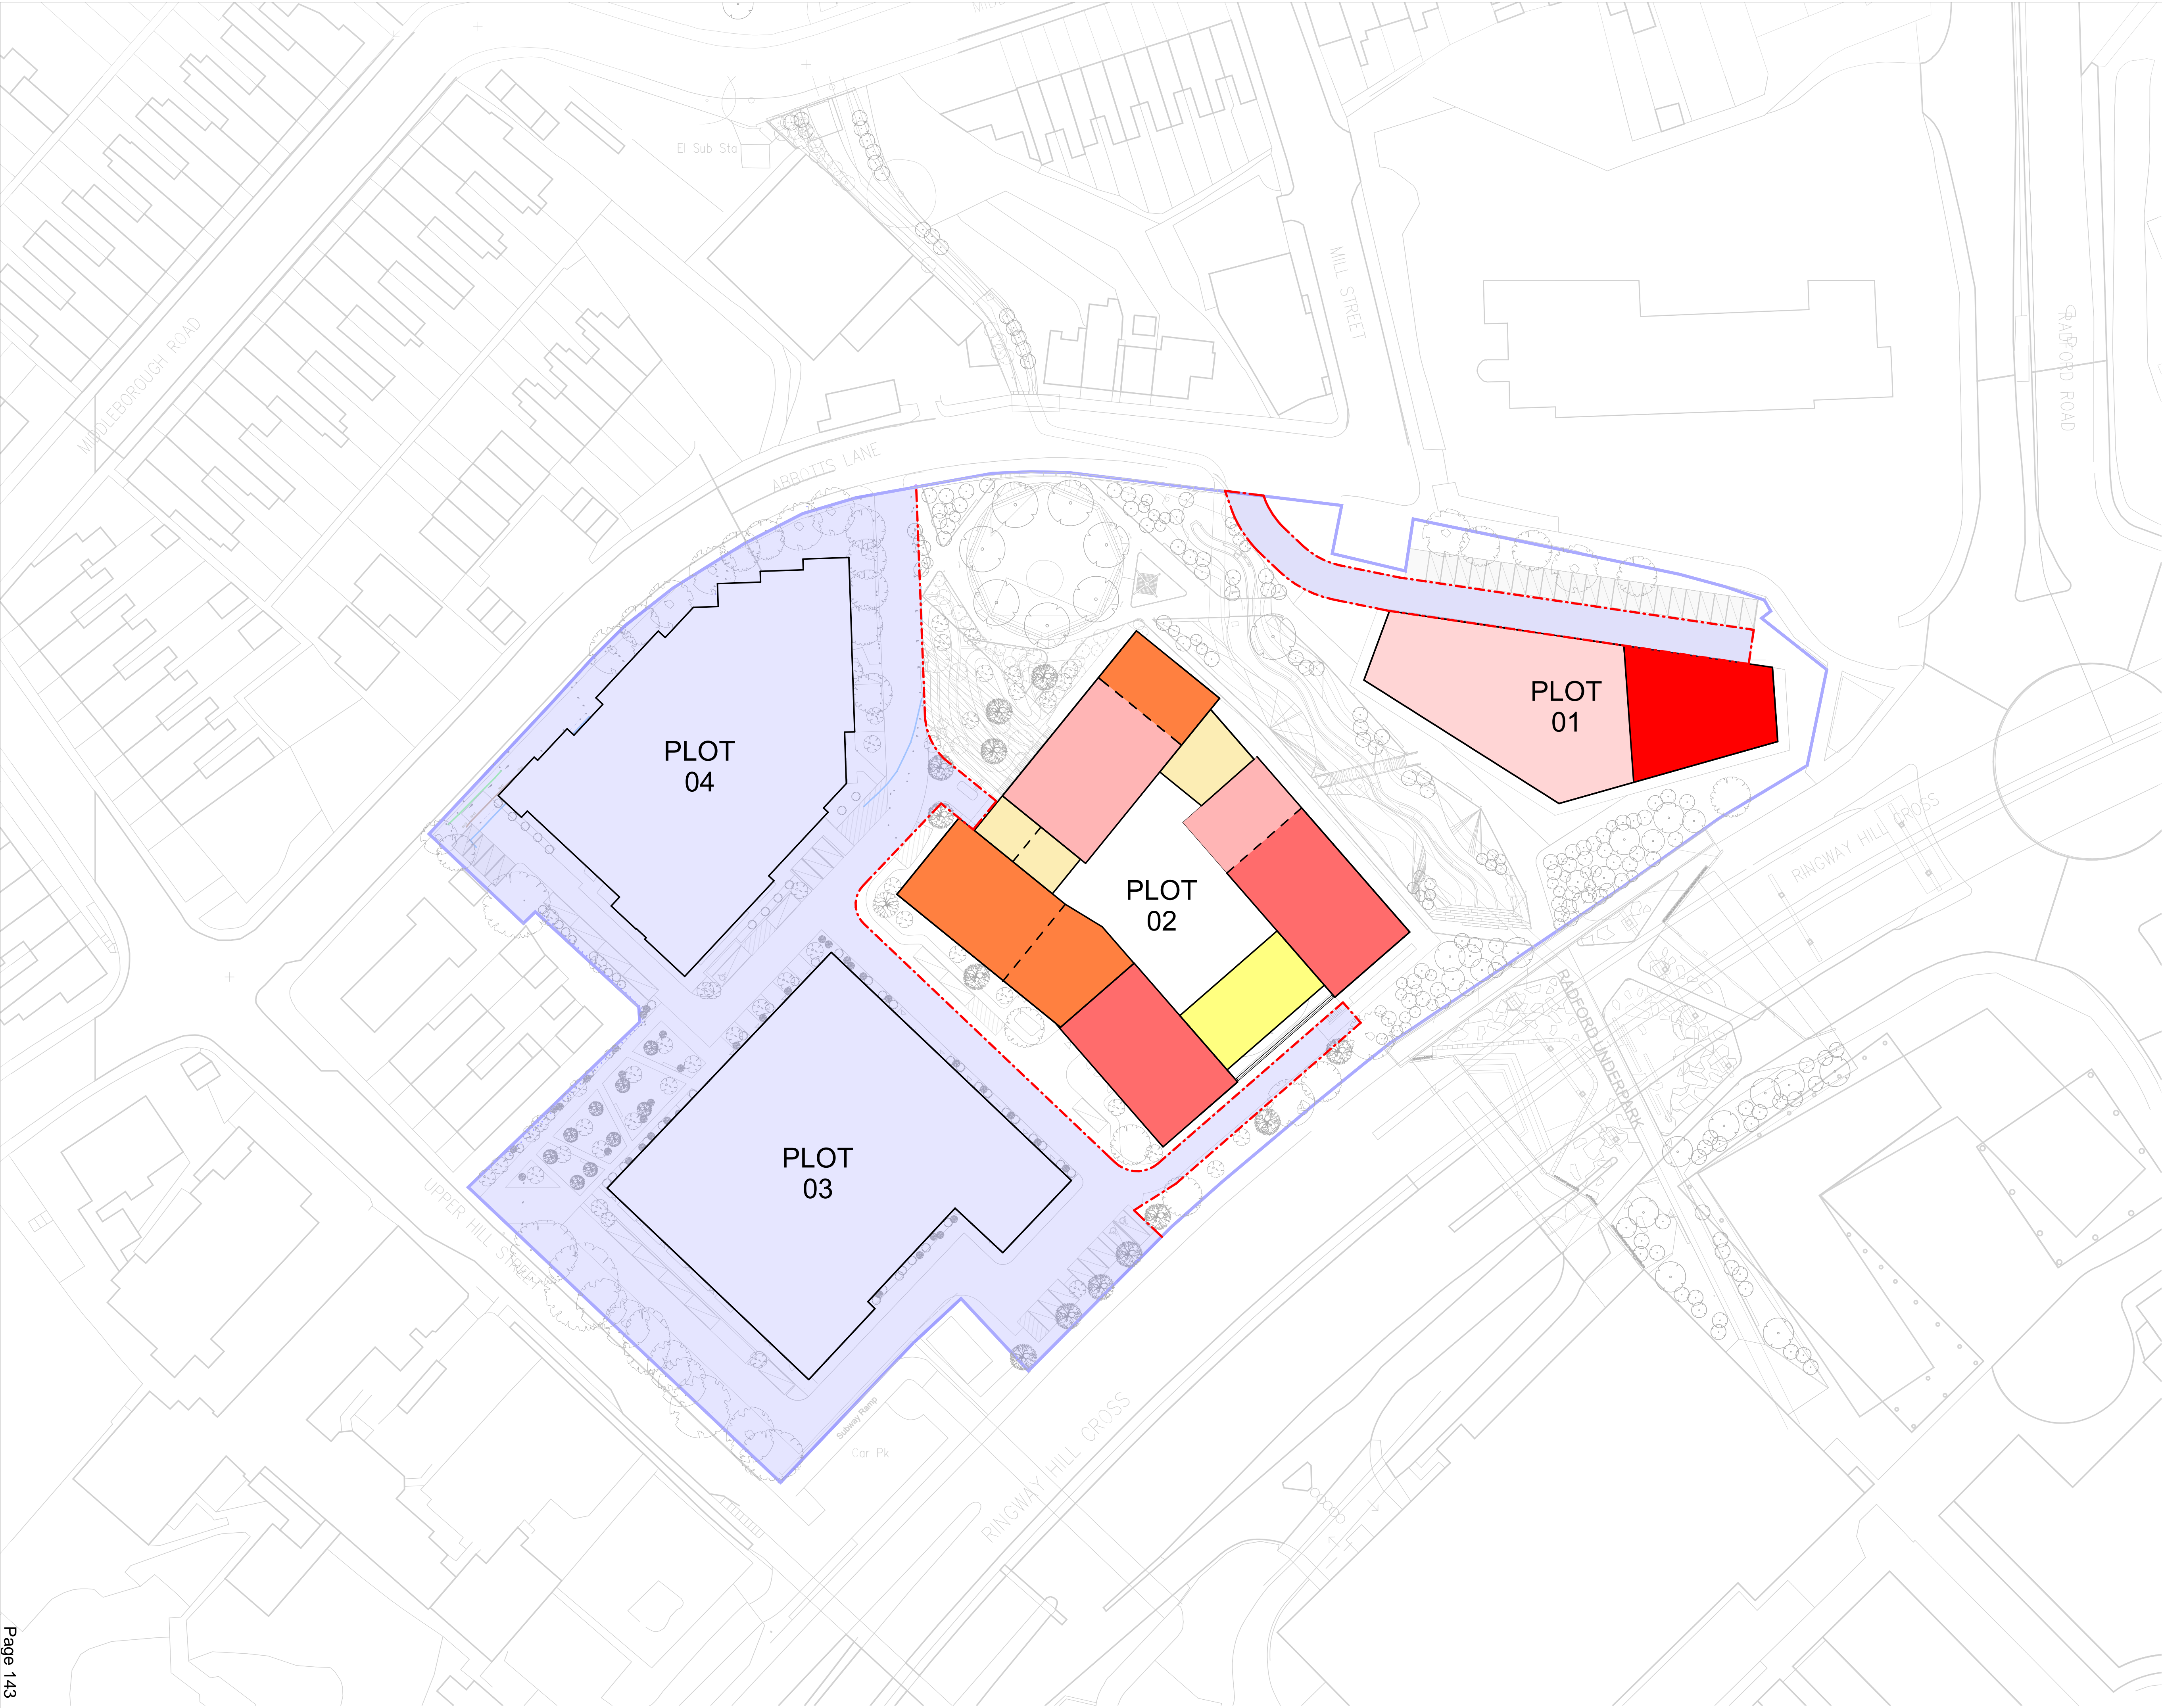 El Sub Sta
MIDDLEBOROUGH ROAD
MILL STREET
RADFORD ROAD
ABBOTTS LANE
PLOT
01
PLOT
04
PLOT
02
RINGWAY HILL CROSS
RADFORD UNDERPARK
PLOT
03
UPPER HILL STREET
Subway Ramp
Car Pk
RINGWAY HILL CROSS
Page 143